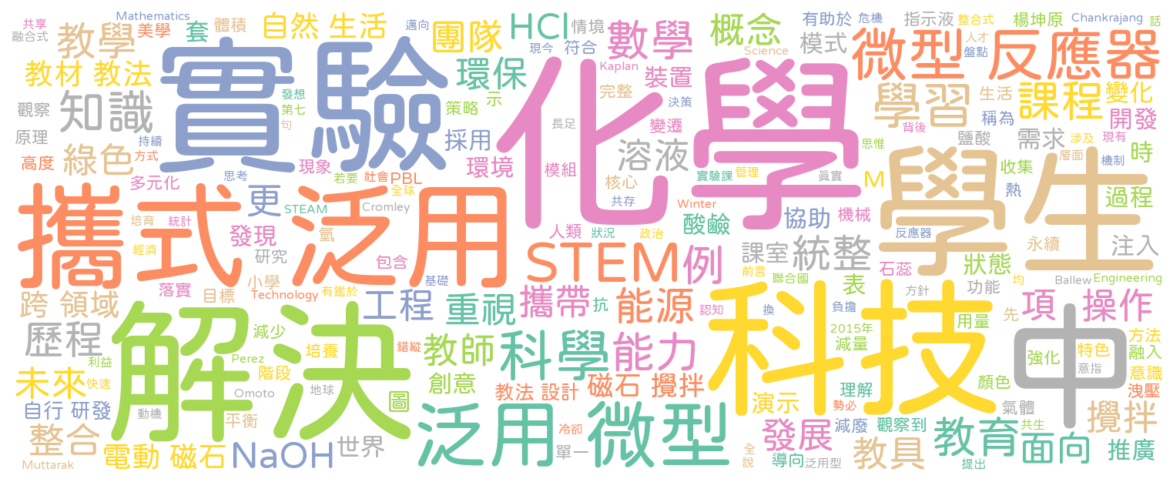 共享 Mathematics 美學 套 體積 自然 生活 邁向 團隊 HCl 情境 數學 概念 有助於 危機 指示液 整合式 楊坤原 Chankrajang 話
融合式 教學 現今 符合 Science 模式 微型 反應器 人才 盤點
教材 教法 環保 Kaplan 裝置 課程 變化
觀察 知識 發想 第七 句 實驗 策略 示 完整 決策 化學 學習 生活 稱為 開發
原理 持續 採用 長足 變遷 背後 鹽酸 需求 涉及 現有
高度 綠色 方式 現象 社會 PBL 環境 模組 溶液 思惟 層面 機制 時
多元化 思考 若要 全球 核心 實驗課 管理 真實 收集 熱 過程
攜式 泛用 更 STEAM Cromley 共存 Winter 酸鹼 M 學生
培育 統計 發現 氫 人類 狀況 政治 協助 機械 反應器 永續 注入
經濟 研究 包含 STEM 例 課室 統整
落實 小學 基礎 前言 聯合國 表 石蕊 狀態 均 Ballew Engineering
跨 領域 目標 Technology 有鑑於 工程 重視 攜帶 抗 能源 認知 換 負擔 方針 功能 先 項 操作
歷程 解決 減少 錯縱 科技 2015年 用量 中 方法
利益 Perez 培養 教師 科學 能力 減量 強化 特色 融入
未來 快速 階段 Omoto 創意 教法 設計 磁石 攪拌 理解 顏色 意指 意識
自行 研發 動機 地球 圖 演示 勢必 氣體 洩壓
整合 平衡 泛用 微型 冷卻 發展 減廢 觀察到 共生 攪拌
電動 磁石 NaOH 世界 單一 全 導向 教具 教育 面向 推廣
Muttarak 說 泛用型 提出